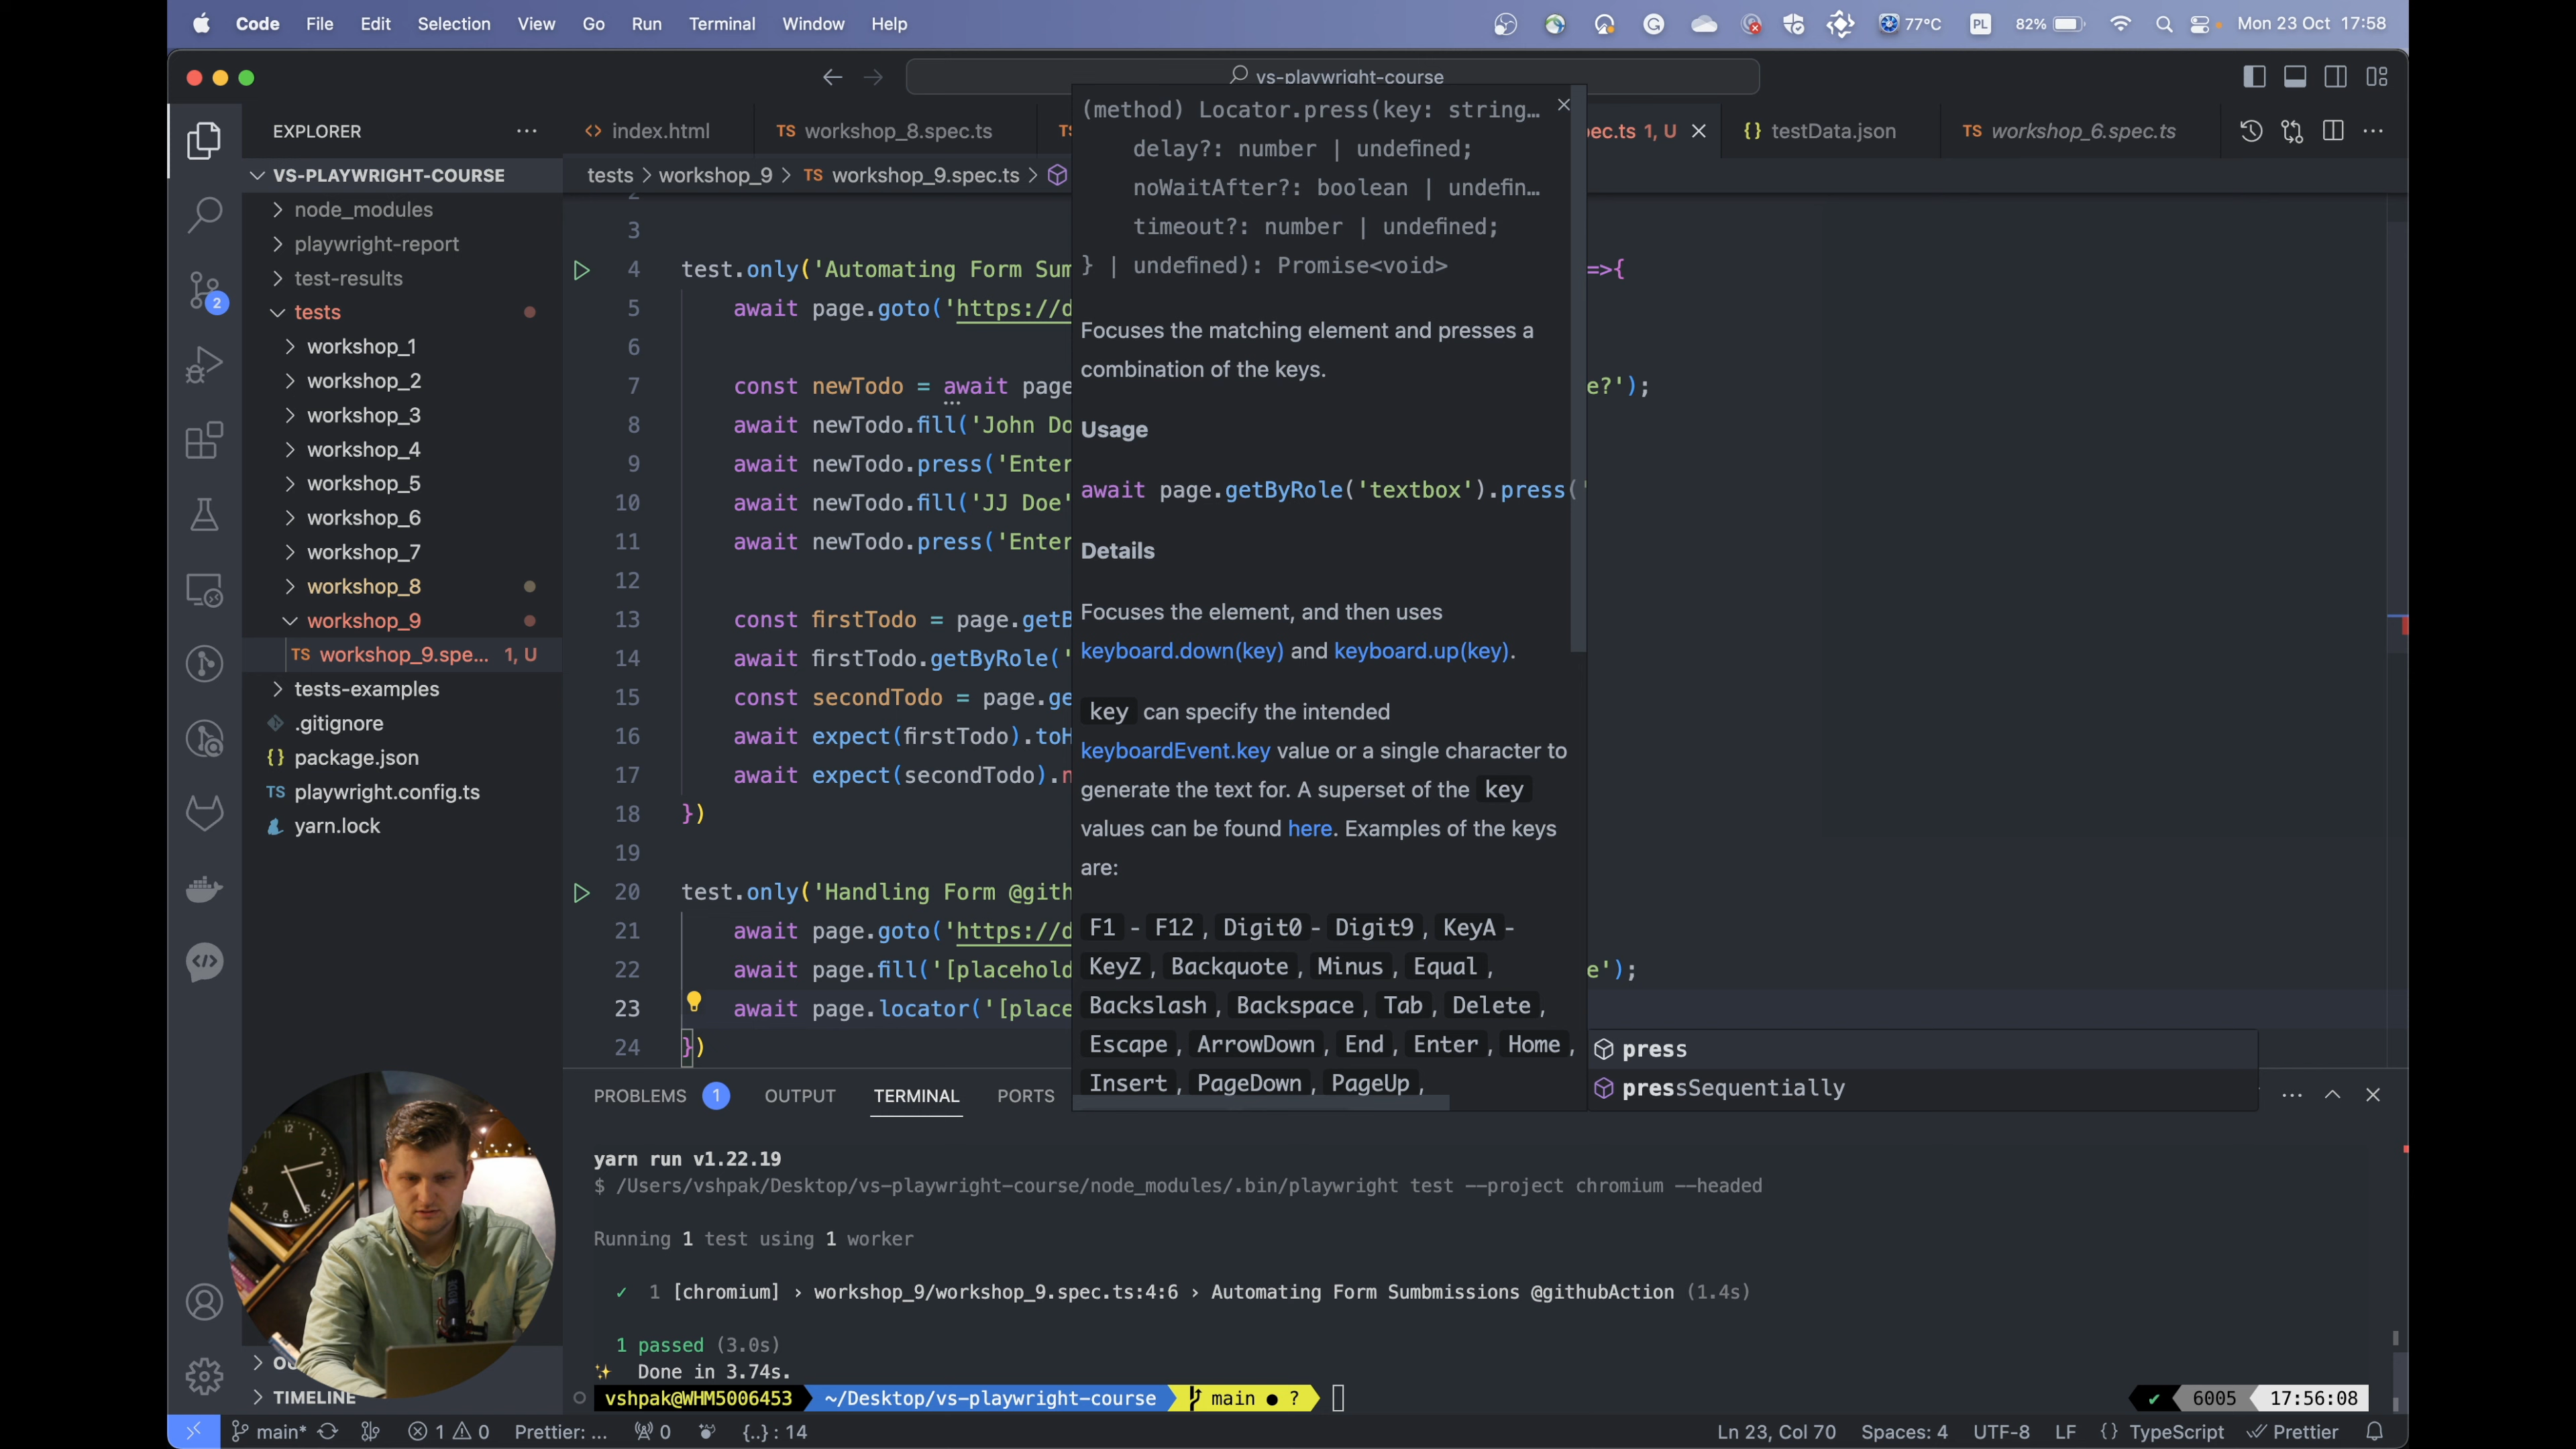 Code File Edit Selection View Go Run Terminal Window Help
77°C PL 82% Mon 23 Oct 17:58
vs-playwright-course
EXPLORER
index.html
TS workshop_8.spec.ts
TS
ec.ts 1, U
{} testData.json
TS workshop_6.spec.ts
VS-PLAYWRIGHT-COURSE
node_modules
playwright-report
test-results
tests
workshop_1
workshop_2
workshop_3
workshop_4
workshop_5
workshop_6
workshop_7
workshop_8
workshop_9
TS workshop_9.spe... 1, U
tests-examples
.gitignore
{} package.json
TS playwright.config.ts
yarn.lock
2
TIMELINE
tests > workshop_9 > TS workshop_9.spec.ts >
2
3
4 test.only('Automating Form Sum =>{
5 await page.goto('https://d
6
7 const newTodo = await page e?');
8 await newTodo.fill('John Do
9 await newTodo.press('Enter
10 await newTodo.fill('JJ Doe'
11 await newTodo.press('Enter
12
13 const firstTodo = page.getB
14 await firstTodo.getByRole('
15 const secondTodo = page.ge
16 await expect(firstTodo).toH
17 await expect(secondTodo).n
18 })
19
20 test.only('Handling Form @gith
21 await page.goto('https://d
22 await page.fill('[placehold e');
23 await page.locator('[place
24 })
(method) Locator.press(key: string…
delay?: number | undefined;
noWaitAfter?: boolean | undefin…
timeout?: number | undefined;
} | undefined): Promise<void>
Focuses the matching element and presses a
combination of the keys.
Usage
await page.getByRole('textbox').press('
Details
Focuses the element, and then uses
keyboard.down(key) and keyboard.up(key).
key can specify the intended
keyboardEvent.key value or a single character to
generate the text for. A superset of the key
values can be found here. Examples of the keys
are:
F1 - F12 , Digit0 - Digit9 , KeyA -
KeyZ , Backquote , Minus , Equal ,
Backslash , Backspace , Tab , Delete ,
Escape , ArrowDown , End , Enter , Home ,
Insert , PageDown , PageUp ,
press
pressSequentially
PROBLEMS 1 OUTPUT TERMINAL PORTS
yarn run v1.22.19
$ /Users/vshpak/Desktop/vs-playwright-course/node_modules/.bin/playwright test --project chromium --headed
Running 1 test using 1 worker
✓ 1 [chromium] › workshop_9/workshop_9.spec.ts:4:6 › Automating Form Sumbmissions @githubAction (1.4s)
1 passed (3.0s)
✨ Done in 3.74s.
vshpak@WHM5006453 ~/Desktop/vs-playwright-course main ● ? ✔ 6005 17:56:08
main* 1 0 Prettier: ... 0 {..} : 14 Ln 23, Col 70 Spaces: 4 UTF-8 LF {} TypeScript Prettier